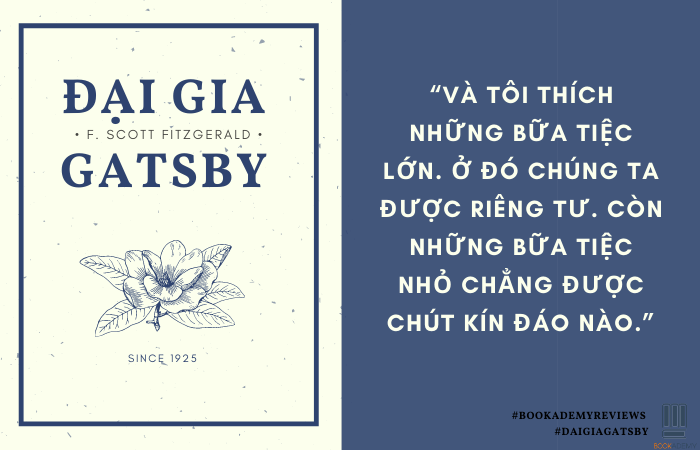 ĐẠI GIA
• F. SCOTT FITZGERALD •
GATSBY
SINCE 1925
“VÀ TÔI THÍCH
NHỮNG BỮA TIỆC
LỚN. Ở ĐÓ CHÚNG TA
ĐƯỢC RIÊNG TƯ. CÒN
NHỮNG BỮA TIỆC
NHỎ CHẲNG ĐƯỢC
CHÚT KÍN ĐÁO NÀO.”
#BOOKADEMYREVIEWS
#DAIGIAGATSBY